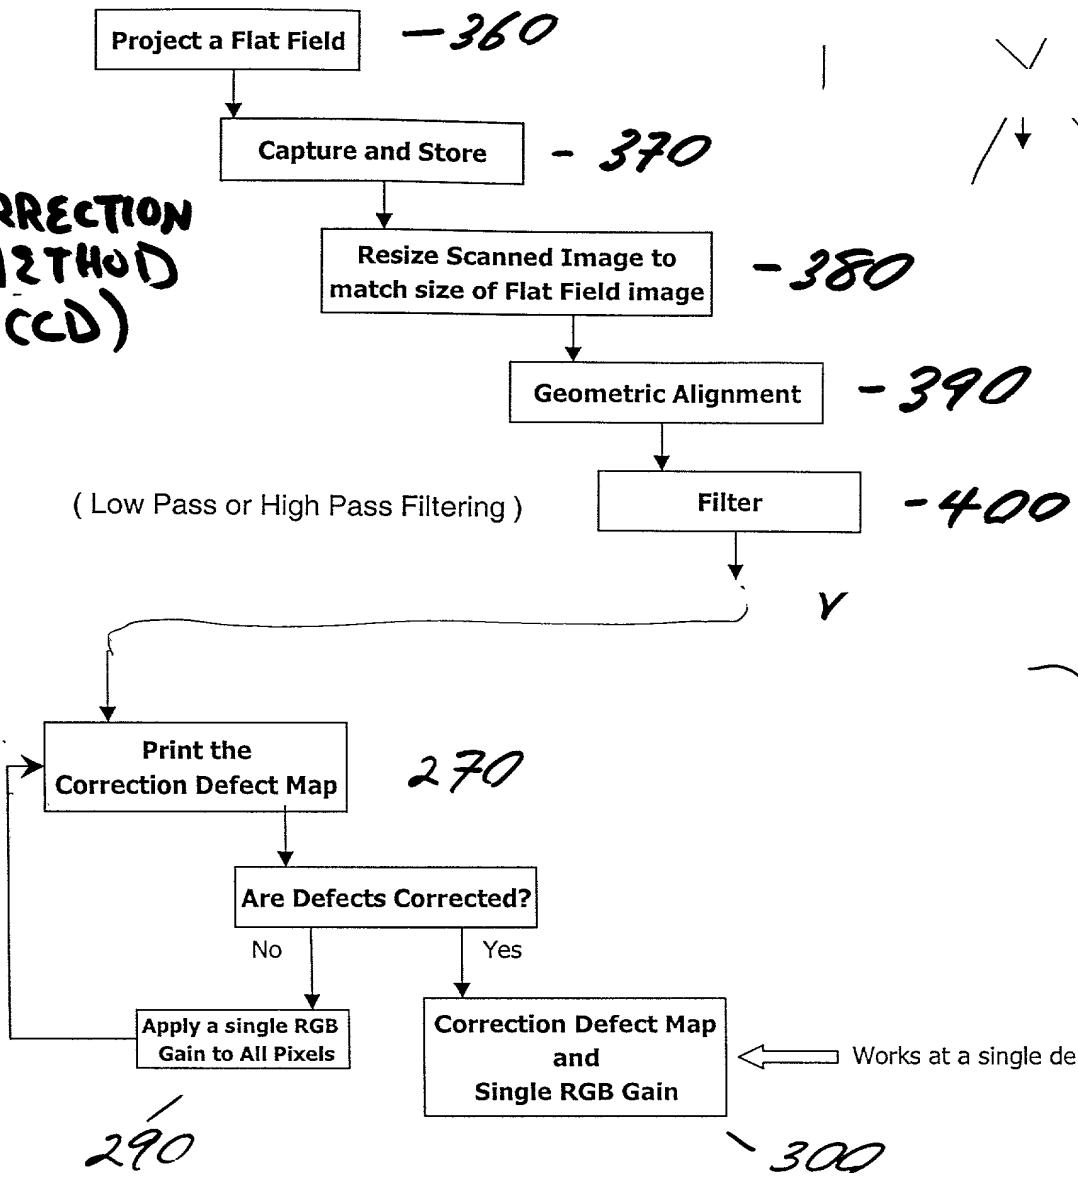 Project a Flat Field
-360
Capture and Store
- 370
RRECTION
METHOD
CCD)
Resize Scanned Image to
match size of Flat Field image
-380
Geometric Alignment
-390
( Low Pass or High Pass Filtering )
Filter
-400
Print the
Correction Defect Map
270
Are Defects Corrected?
No
Yes
Apply a single RGB
Gain to All Pixels
Correction Defect Map
and
Single RGB Gain
Works at a single de
290
300